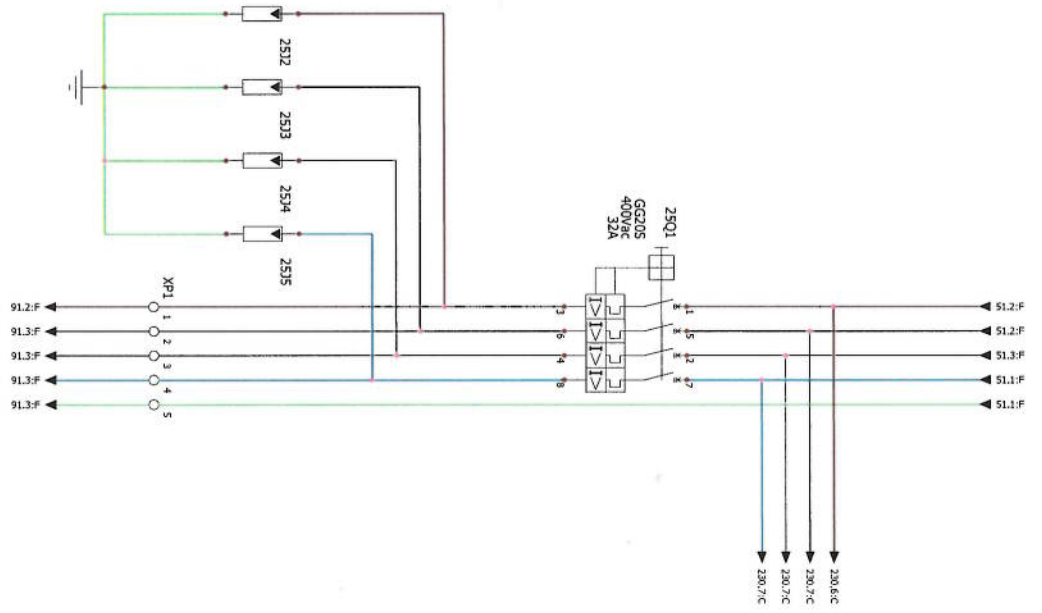 25J2
25J3
25J4
25J5
25Q1
GG20S
400Vac
32A
XP1
91.2:F
1
3
1
51.2:F
91.3:F
2
6
5
51.2:F
91.3:F
3
4
2
51.3:F
91.3:F
4
8
7
51.1:F
91.3:F
5
51.1:F
230.7:C
230.7:C
230.7:C
230.6:C